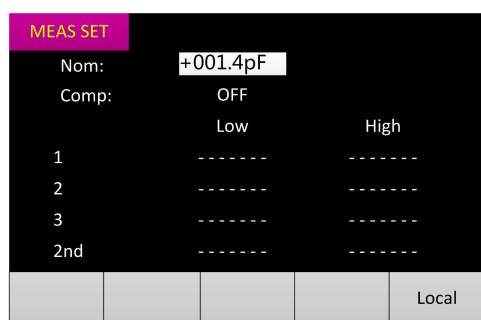 MEAS SET
Nom: +001.4pF
Comp: OFF
Low High
1 - - - - - - - - - - - - - -
2 - - - - - - - - - - - - - -
3 - - - - - - - - - - - - - -
2nd - - - - - - - - - - - - - -
Local